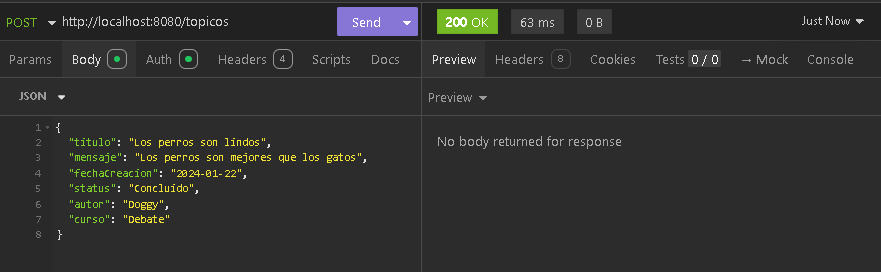 POST http://localhost:8080/topicos Send 200 OK 63 ms 0 B Just Now
Params Body Auth Headers 4 Scripts Docs Preview Headers 8 Cookies Tests 0 / 0 → Mock Console
JSON
Preview
1 {
2 "titulo": "Los perros son lindos",
3 "mensaje": "Los perros son mejores que los gatos",
4 "fechaCreacion": "2024-01-22",
5 "status": "Concluido",
6 "autor": "Doggy",
7 "curso": "Debate"
8 }
No body returned for response